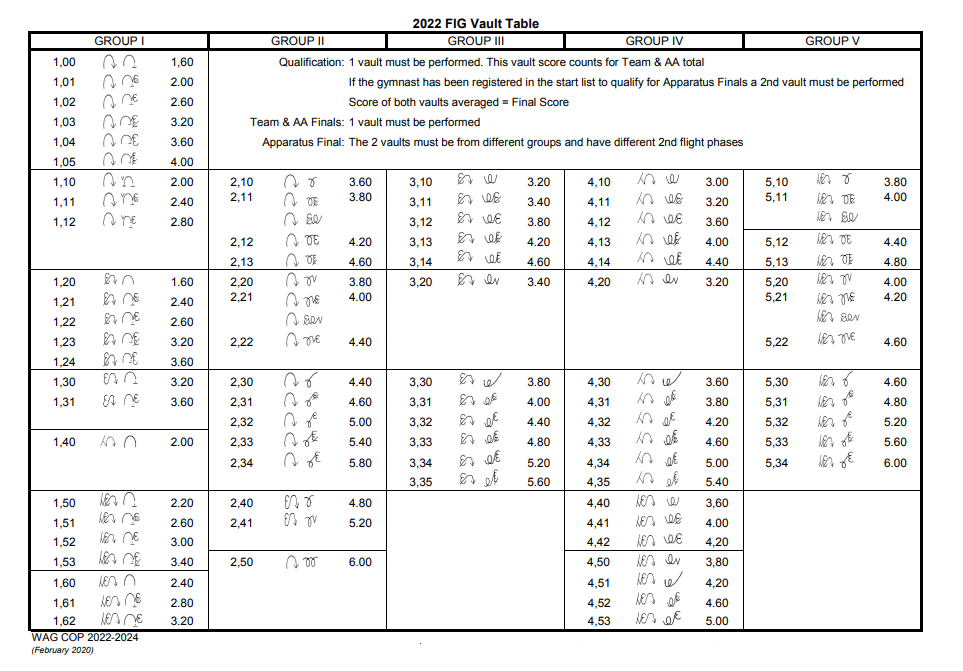 2022 FIG Vault Table
GROUP I GROUP II GROUP III GROUP IV GROUP V
1,00 1,60 Qualification: 1 vault must be performed. This vault score counts for Team & AA total
1,01 2.00 If the gymnast has been registered in the start list to qualify for Apparatus Finals a 2nd vault must be performed
1,02 2.60 Score of both vaults averaged = Final Score
1,03 3.20 Team & AA Finals: 1 vault must be performed
1,04 3.60 Apparatus Final: The 2 vaults must be from different groups and have different 2nd flight phases
1,05 4.00
1,10 2.00 2,10 3.60 3,10 3.20 4,10 3.00 5,10 3.80
1,11 2.40 2,11 3.80 3,11 3.40 4,11 3.20 5,11 4.00
1,12 2.80 3,12 3.80 4,12 3.60
2,12 4.20 3,13 4.20 4,13 4.00 5,12 4.40
2,13 4.60 3,14 4.60 4,14 4.40 5,13 4.80
1,20 1.60 2,20 3.80 3,20 3.40 4,20 3.20 5,20 4.00
1,21 2.40 2,21 4.00 5,21 4.20
1,22 2.60
1,23 3.20 2,22 4.40 5,22 4.60
1,24 3.60
1,30 3.20 2,30 4.40 3,30 3.80 4,30 3.60 5,30 4.60
1,31 3.60 2,31 4.60 3,31 4.00 4,31 3.80 5,31 4.80
2,32 5.00 3,32 4.40 4,32 4.20 5,32 5.20
1,40 2.00 2,33 5.40 3,33 4.80 4,33 4.60 5,33 5.60
2,34 5.80 3,34 5.20 4,34 5.00 5,34 6.00
3,35 5.60 4,35 5.40
1,50 2.20 2,40 4.80 4,40 3,60
1,51 2.60 2,41 5.20 4,41 4.00
1,52 3.00 4,42 4,20
1,53 3.40 2,50 6.00 4,50 3,80
1,60 2.40 4,51 4,20
1,61 2.80 4,52 4.60
1,62 3.20 4,53 5.00
WAG COP 2022-2024
(February 2020)